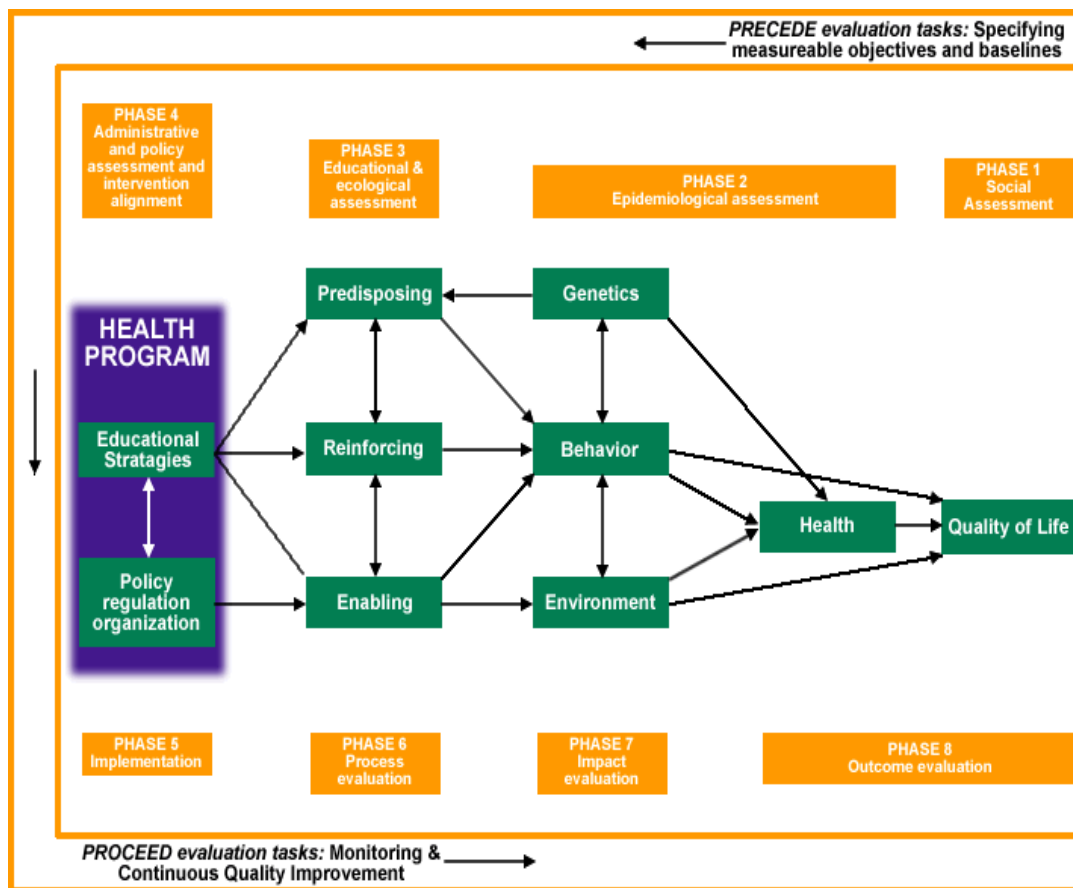 PRECEDE evaluation tasks: Specifying
measureable objectives and baselines
PHASE 4
Administrative
and policy
assessment and
intervention
alignment
PHASE 3
Educational &
ecological
assessment
PHASE 2
Epidemiological assessment
PHASE 1
Social
Assessment
HEALTH
PROGRAM
Educational
Stratagies
Policy
regulation
organization
Predisposing
Reinforcing
Enabling
Genetics
Behavior
Environment
Health
Quality of Life
PHASE 5
Implementation
PHASE 6
Process
evaluation
PHASE 7
Impact
evaluation
PHASE 8
Outcome evaluation
PROCEED evaluation tasks: Monitoring &
Continuous Quality Improvement